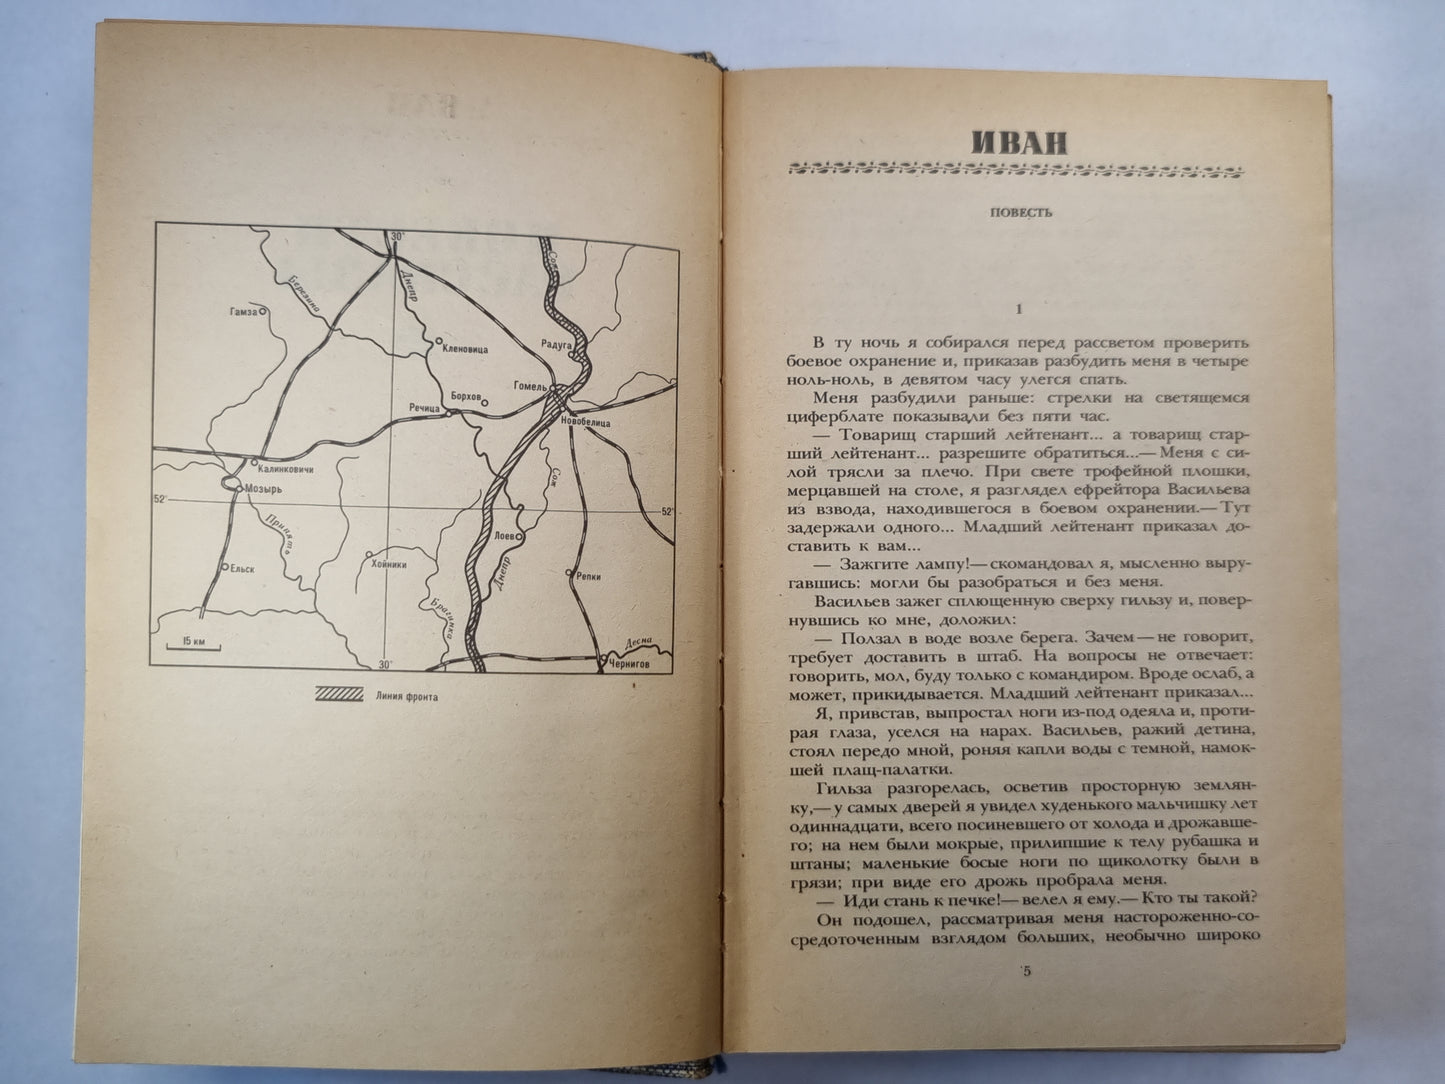 30°
Сож
Березина
Днепр
Гамза
Кленовица
Радуга
Гомель
Борхов
Речица
Новобелица
Калинковичи
Сож
Мозырь
52°
52°
Припять
Лоев
Хойники
Ельск
Днепр
Репки
Брагинка
15 км
Десна
Чернигов
30°
Линия фронта
ИВАН
ПОВЕСТЬ
1
В ту ночь я собирался перед рассветом проверить
боевое охранение и, приказав разбудить меня в четыре
ноль-ноль, в девятом часу улегся спать.
Меня разбудили раньше: стрелки на светящемся
циферблате показывали без пяти час.
— Товарищ старший лейтенант... а товарищ стар-
ший лейтенант... разрешите обратиться...— Меня с си-
лой трясли за плечо. При свете трофейной плошки,
мерцавшей на столе, я разглядел ефрейтора Васильева
из взвода, находившегося в боевом охранении.— Тут
задержали одного... Младший лейтенант приказал до-
ставить к вам...
— Зажгите лампу!— скомандовал я, мысленно выру-
гавшись: могли бы разобраться и без меня.
Васильев зажег сплющенную сверху гильзу и, повер-
нувшись ко мне, доложил:
— Ползал в воде возле берега. Зачем — не говорит,
требует доставить в штаб. На вопросы не отвечает:
говорить, мол, буду только с командиром. Вроде ослаб, а
может, прикидывается. Младший лейтенант приказал...
Я, привстав, выпростал ноги из-под одеяла и, проти-
рая глаза, уселся на нарах. Васильев, ражий детина,
стоял передо мной, роняя капли воды с темной, намок-
шей плащ-палатки.
Гильза разгорелась, осветив просторную землян-
ку,— у самых дверей я увидел худенького мальчишку лет
одиннадцати, всего посиневшего от холода и дрожавше-
го; на нем были мокрые, прилипшие к телу рубашка и
штаны; маленькие босые ноги по щиколотку были в
грязи; при виде его дрожь пробрала меня.
— Иди стань к печке!— велел я ему.— Кто ты такой?
Он подошел, рассматривая меня настороженно-со-
средоточенным взглядом больших, необычно широко
5